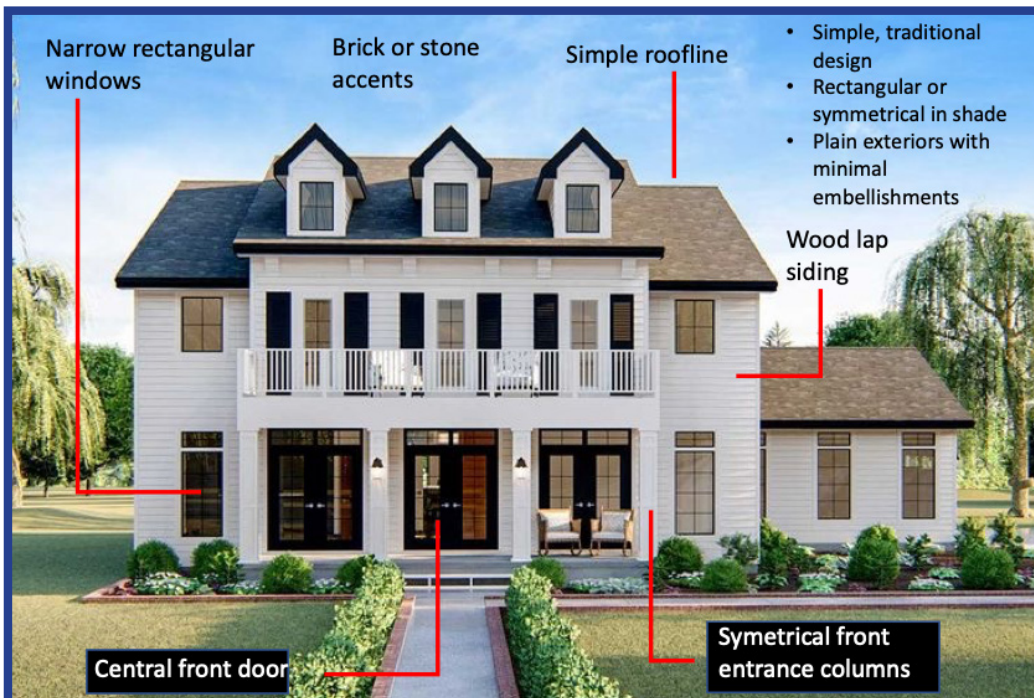 Narrow rectangular
windows
Brick or stone
accents
Simple roofline
• Simple, traditional
design
• Rectangular or
symmetrical in shade
• Plain exteriors with
minimal
embellishments
Wood lap
siding
Central front door
Symetrical front
entrance columns